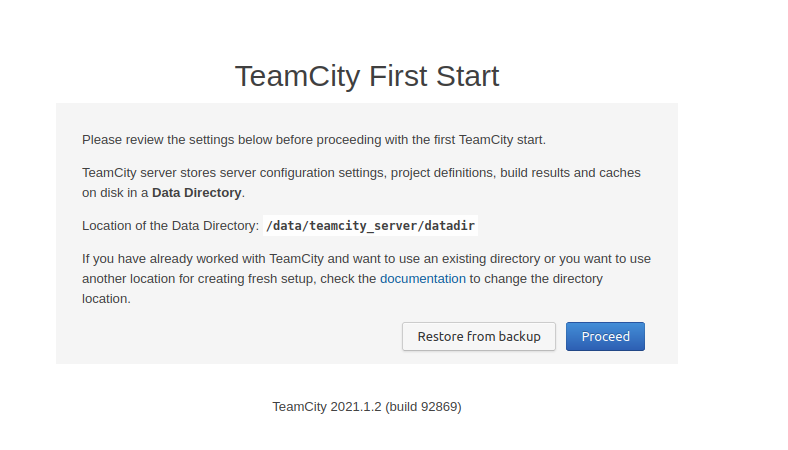 TeamCity First Start
Please review the settings below before proceeding with the first TeamCity start.
TeamCity server stores server configuration settings, project definitions, build results and caches
on disk in a Data Directory.
Location of the Data Directory: /data/teamcity_server/datadir
If you have already worked with TeamCity and want to use an existing directory or you want to use
another location for creating fresh setup, check the documentation to change the directory
location.
Restore from backup Proceed
TeamCity 2021.1.2 (build 92869)